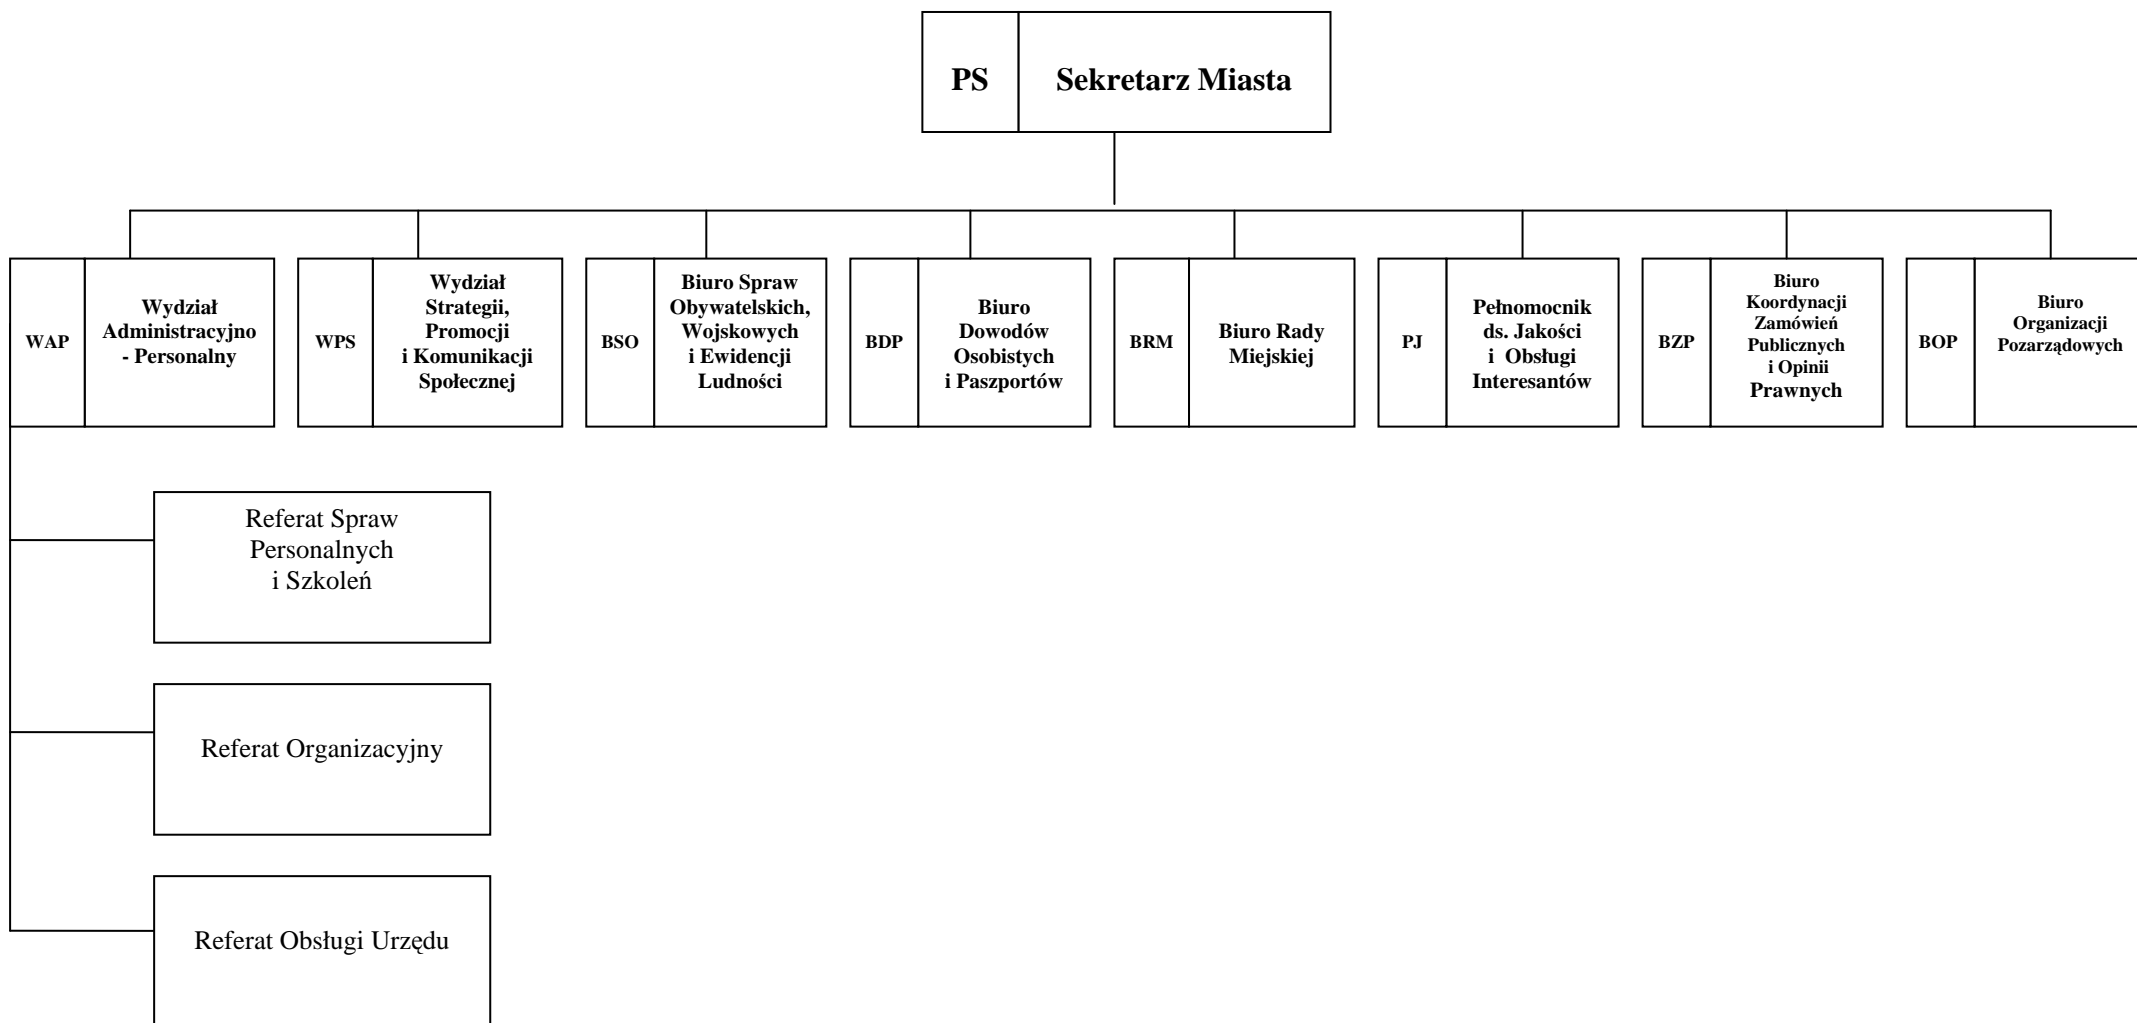 PS
Sekretarz Miasta
WAP
Wydział
Administracyjno
- Personalny
WPS
Wydział
Strategii,
Promocji
i Komunikacji
Społecznej
BSO
Biuro Spraw
Obywatelskich,
Wojskowych
i Ewidencji
Ludności
BDP
Biuro
Dowodów
Osobistych
i Paszportów
BRM
Biuro Rady
Miejskiej
PJ
Pełnomocnik
ds. Jakości
i Obsługi
Interesantów
BZP
Biuro
Koordynacji
Zamówień
Publicznych
i Opinii
Prawnych
BOP
Biuro
Organizacji
Pozarządowych
Referat Spraw
Personalnych
i Szkoleń
Referat Organizacyjny
Referat Obsługi Urzędu